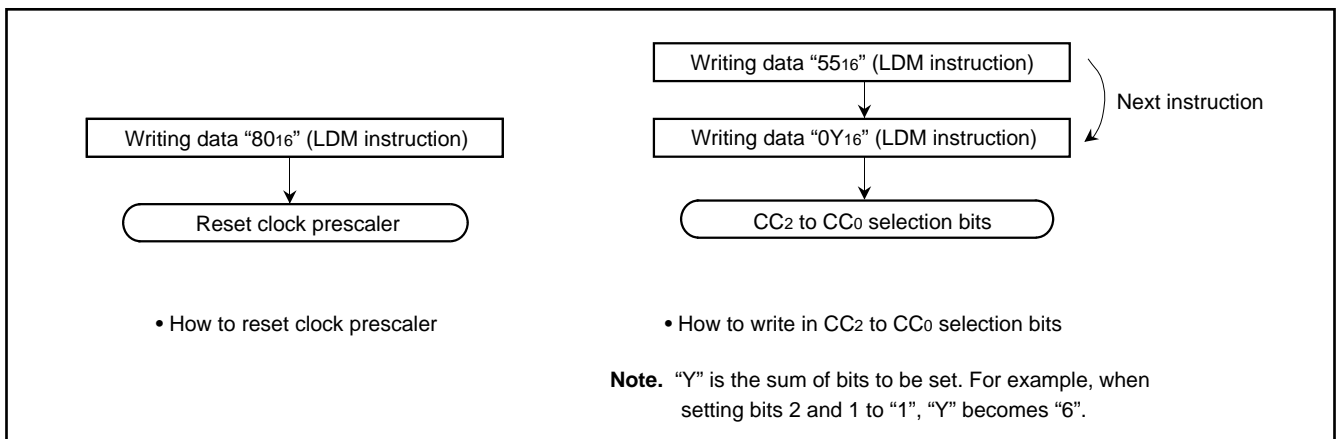 Writing data “8016” (LDM instruction)
Reset clock prescaler
• How to reset clock prescaler
Writing data “5516” (LDM instruction)
Next instruction
Writing data “0Y16” (LDM instruction)
CC2 to CC0 selection bits
• How to write in CC2 to CC0 selection bits
Note. “Y” is the sum of bits to be set. For example, when
setting bits 2 and 1 to “1”, “Y” becomes “6”.